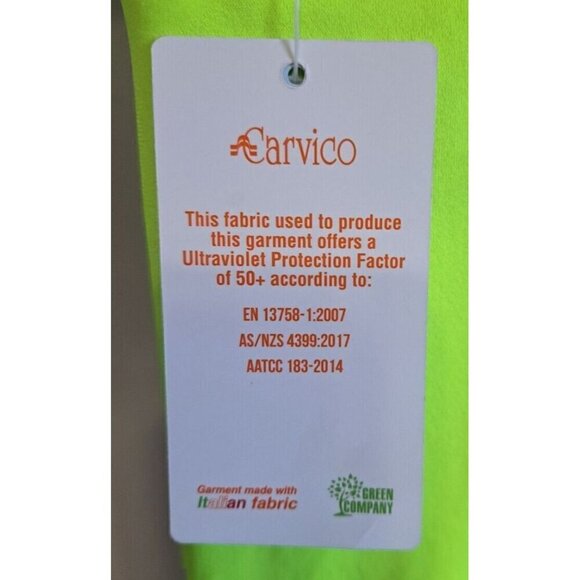 Carvico
This fabric used to produce
this garment offers a
Ultraviolet Protection Factor
of 50+ according to:
EN 13758-1:2007
AS/NZS 4399:2017
AATCC 183-2014
Garment made with
Italian fabric
GREEN
COMPANY